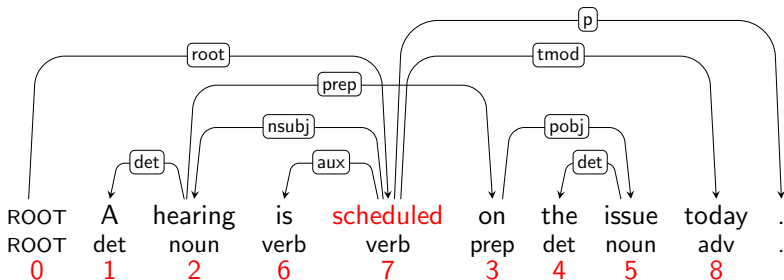 p
root tmod
prep
nsubj pobj
det aux det
ROOT A hearing is scheduled on the issue today .
ROOT det noun verb verb prep det noun adv .
0 1 2 6 7 3 4 5 8